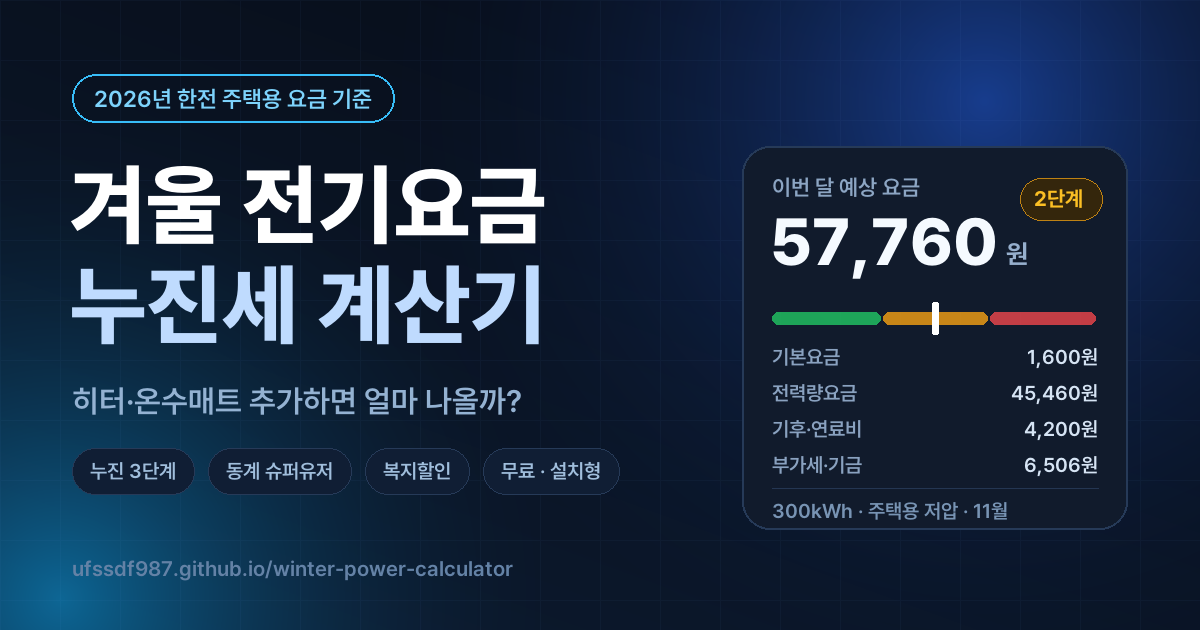 2026년 한전 주택용 요금 기준
겨울 전기요금
누진세 계산기
히터·온수매트 추가하면 얼마 나올까?
누진 3단계
동계 슈퍼유저
복지할인
무료 · 설치형
ufssdf987.github.io/winter-power-calculator
이번 달 예상 요금
2단계
57,760 원
기본요금 1,600원
전력량요금 45,460원
기후·연료비 4,200원
부가세·기금 6,506원
300kWh · 주택용 저압 · 11월